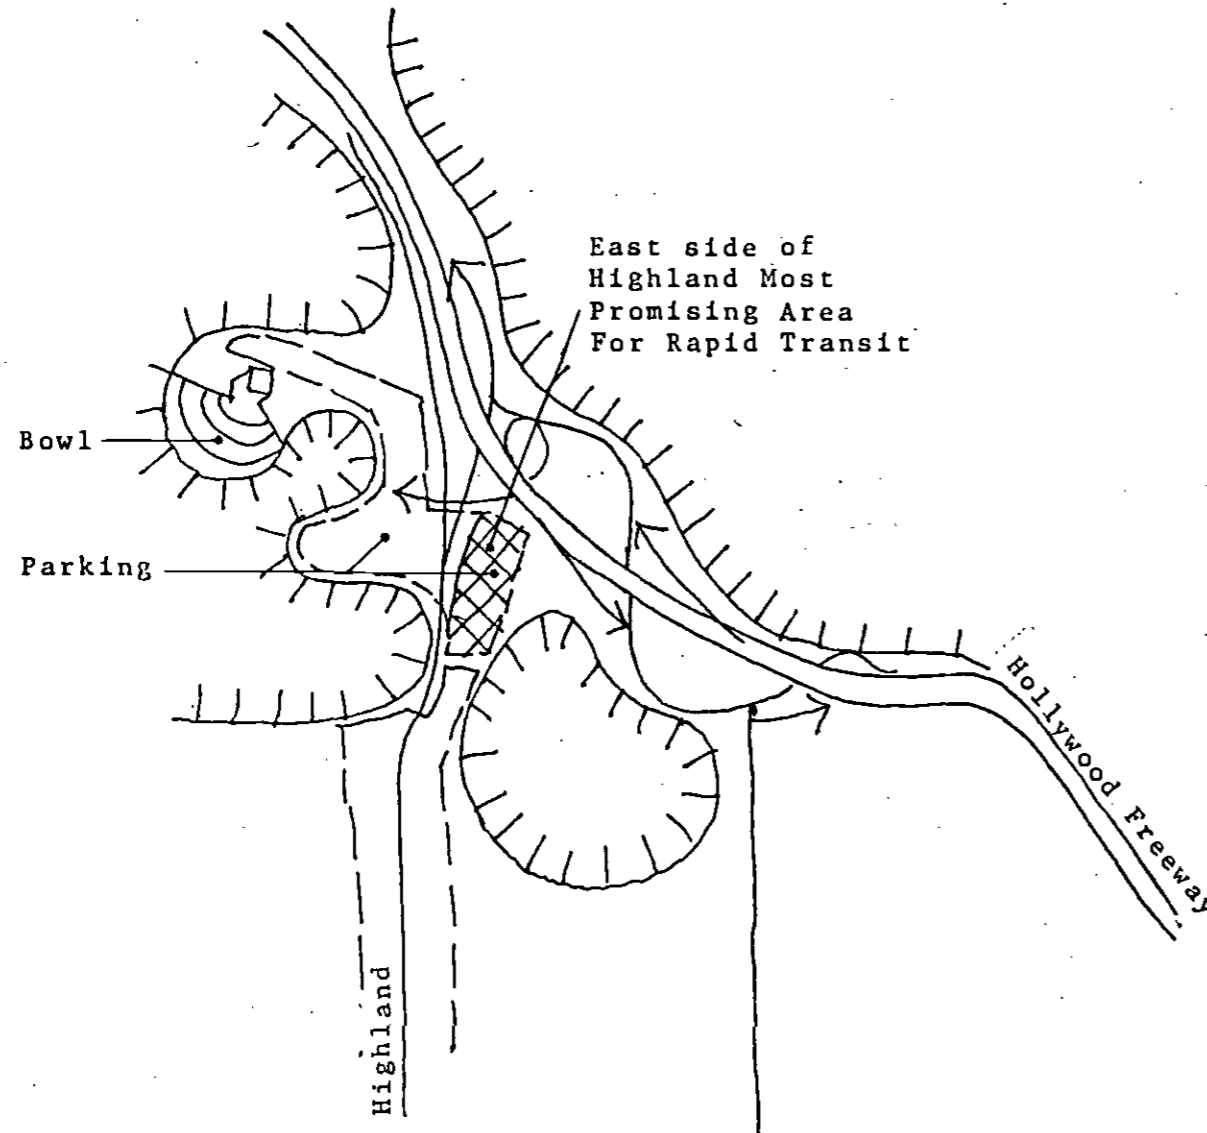 East side of
Highland Most
Promising Area
For Rapid Transit
Bowl
Parking
Hollywood Freeway
Highland